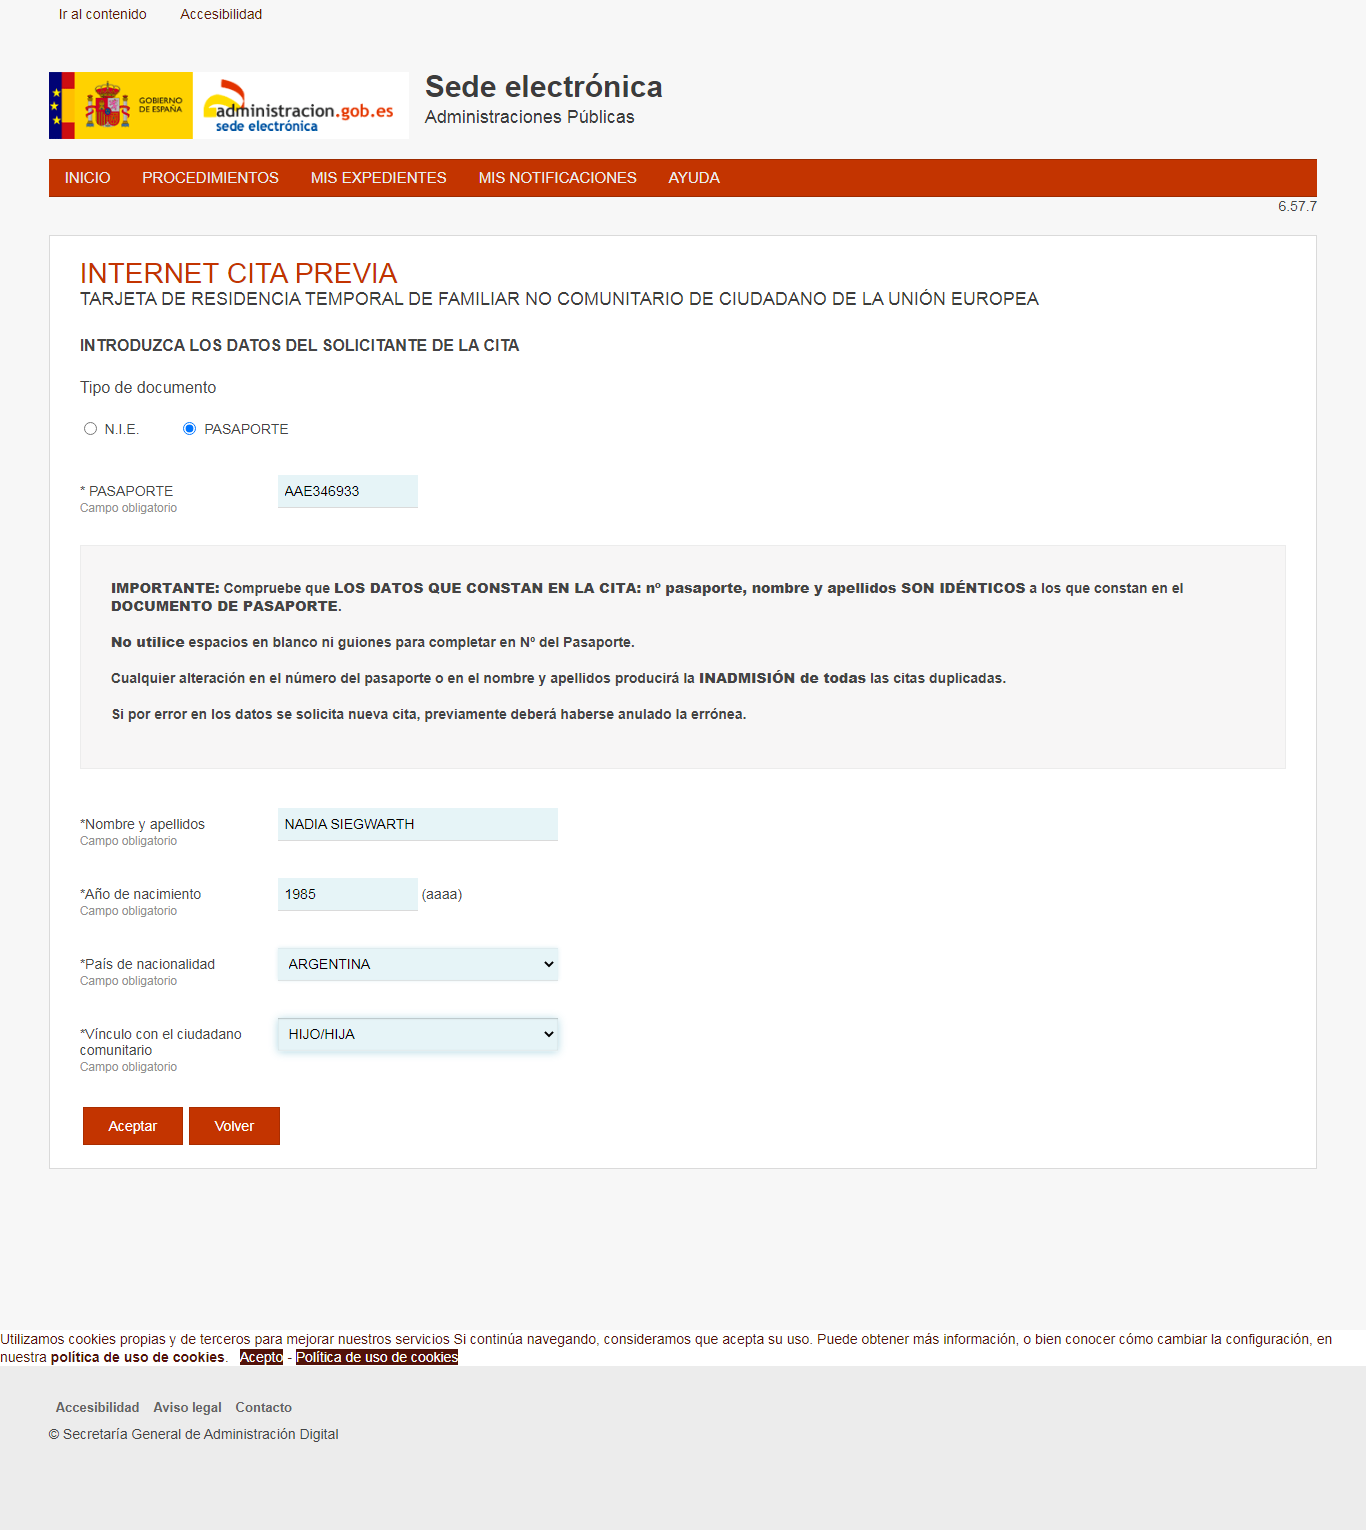 Ir al contenido Accesibilidad
GOBIERNO
DE ESPAÑA
administracion.gob.es
sede electrónica
Sede electrónica
Administraciones Públicas
INICIO PROCEDIMIENTOS MIS EXPEDIENTES MIS NOTIFICACIONES AYUDA
6.57.7
INTERNET CITA PREVIA
TARJETA DE RESIDENCIA TEMPORAL DE FAMILIAR NO COMUNITARIO DE CIUDADANO DE LA UNIÓN EUROPEA
INTRODUZCA LOS DATOS DEL SOLICITANTE DE LA CITA
Tipo de documento
N.I.E. PASAPORTE
* PASAPORTE AAE346933
Campo obligatorio
IMPORTANTE: Compruebe que LOS DATOS QUE CONSTAN EN LA CITA: nº pasaporte, nombre y apellidos SON IDÉNTICOS a los que constan en el
DOCUMENTO DE PASAPORTE.
No utilice espacios en blanco ni guiones para completar en Nº del Pasaporte.
Cualquier alteración en el número del pasaporte o en el nombre y apellidos producirá la INADMISIÓN de todas las citas duplicadas.
Si por error en los datos se solicita nueva cita, previamente deberá haberse anulado la errónea.
*Nombre y apellidos NADIA SIEGWARTH
Campo obligatorio
*Año de nacimiento 1985 (aaaa)
Campo obligatorio
*País de nacionalidad ARGENTINA
Campo obligatorio
*Vínculo con el ciudadano HIJO/HIJA
comunitario
Campo obligatorio
Aceptar Volver
Utilizamos cookies propias y de terceros para mejorar nuestros servicios Si continúa navegando, consideramos que acepta su uso. Puede obtener más información, o bien conocer cómo cambiar la configuración, en
nuestra política de uso de cookies. Acepto - Política de uso de cookies
Accesibilidad Aviso legal Contacto
© Secretaría General de Administración Digital